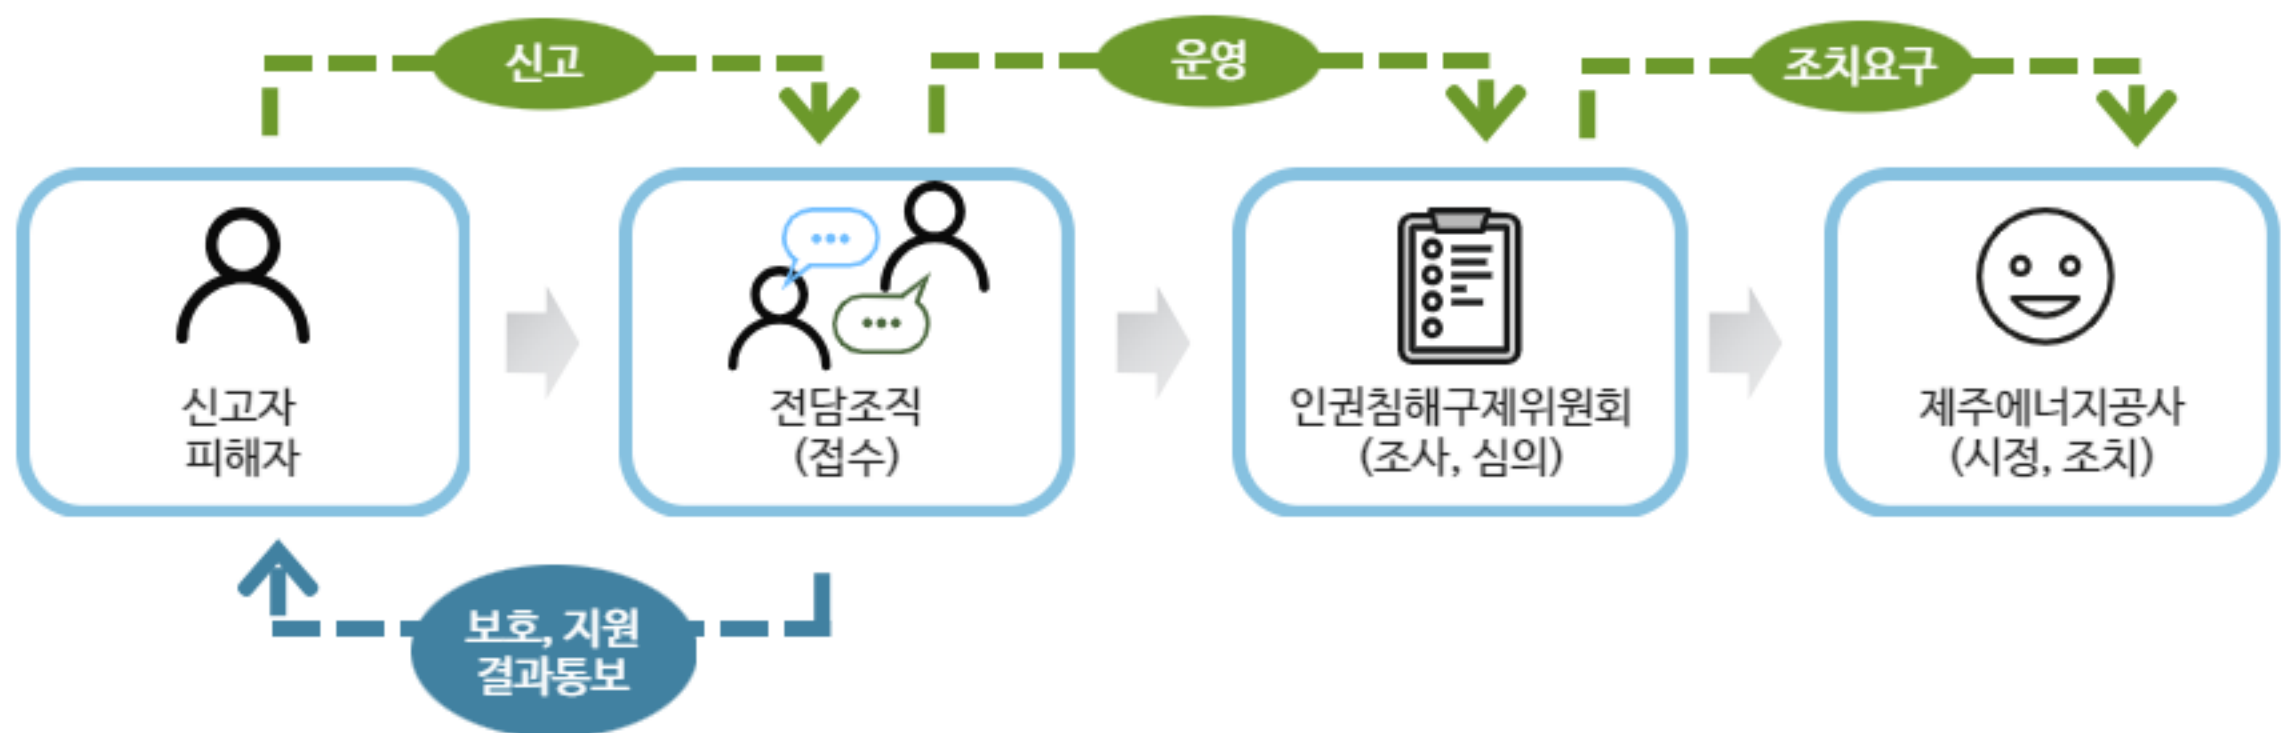 신고
운영
조치요구
신고자
피해자
전담조직
(접수)
인권침해구제위원회
(조사, 심의)
제주에너지공사
(시정, 조치)
보호, 지원
결과통보